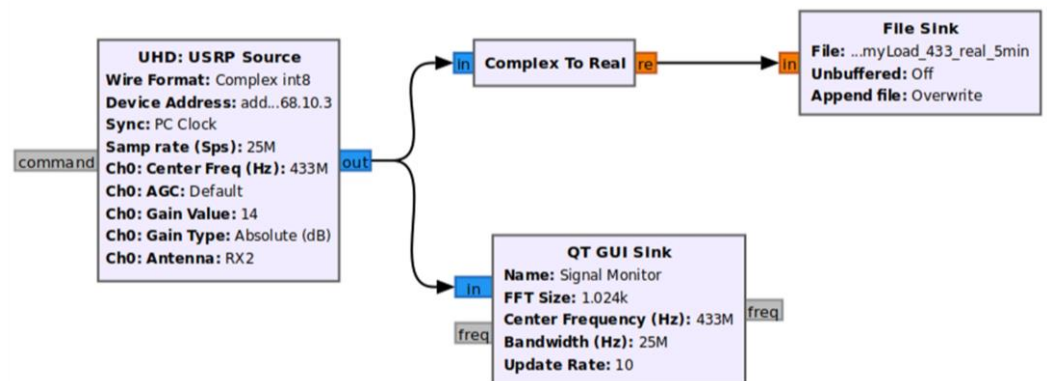 command
UHD: USRP Source
Wire Format: Complex int8
Device Address: add...68.10.3
Sync: PC Clock
Samp rate (Sps): 25M
Ch0: Center Freq (Hz): 433M
Ch0: AGC: Default
Ch0: Gain Value: 14
Ch0: Gain Type: Absolute (dB)
Ch0: Antenna: RX2
out
in
Complex To Real
re
in
File Sink
File: ...myLoad_433_real_5min
Unbuffered: Off
Append file: Overwrite
in
freq
QT GUI Sink
Name: Signal Monitor
FFT Size: 1.024k
Center Frequency (Hz): 433M
Bandwidth (Hz): 25M
Update Rate: 10
freq